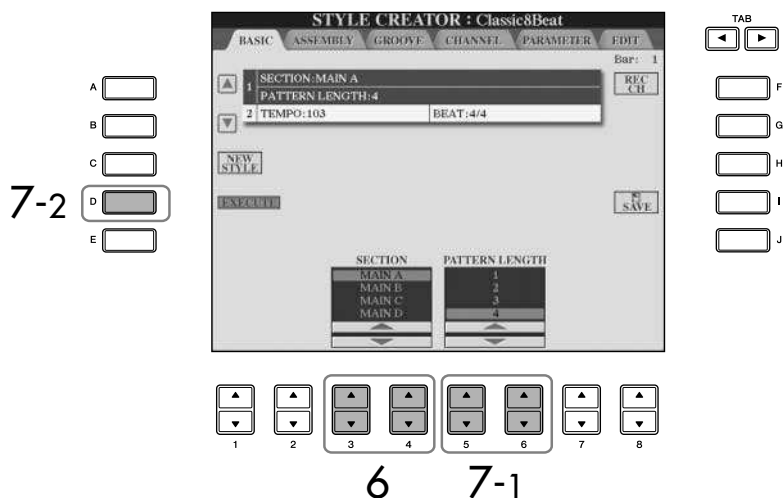 STYLE CREATOR : Classic8Beat
BASIC ASSEMBLY GROOVE CHANNEL PARAMETER EDIT
TAB
Bar: 1
1 SECTION:MAIN A
PATTERN LENGTH:4
REC CH
2 TEMPO:103 BEAT:4/4
NEW STYLE
EXECUTE
SAVE
A
B
C
7-2
D
E
F
G
H
I
J
SECTION
MAIN A
MAIN B
MAIN C
MAIN D
PATTERN LENGTH
1
2
3
4
1 2 3 4 5 6 7 8
6 7-1